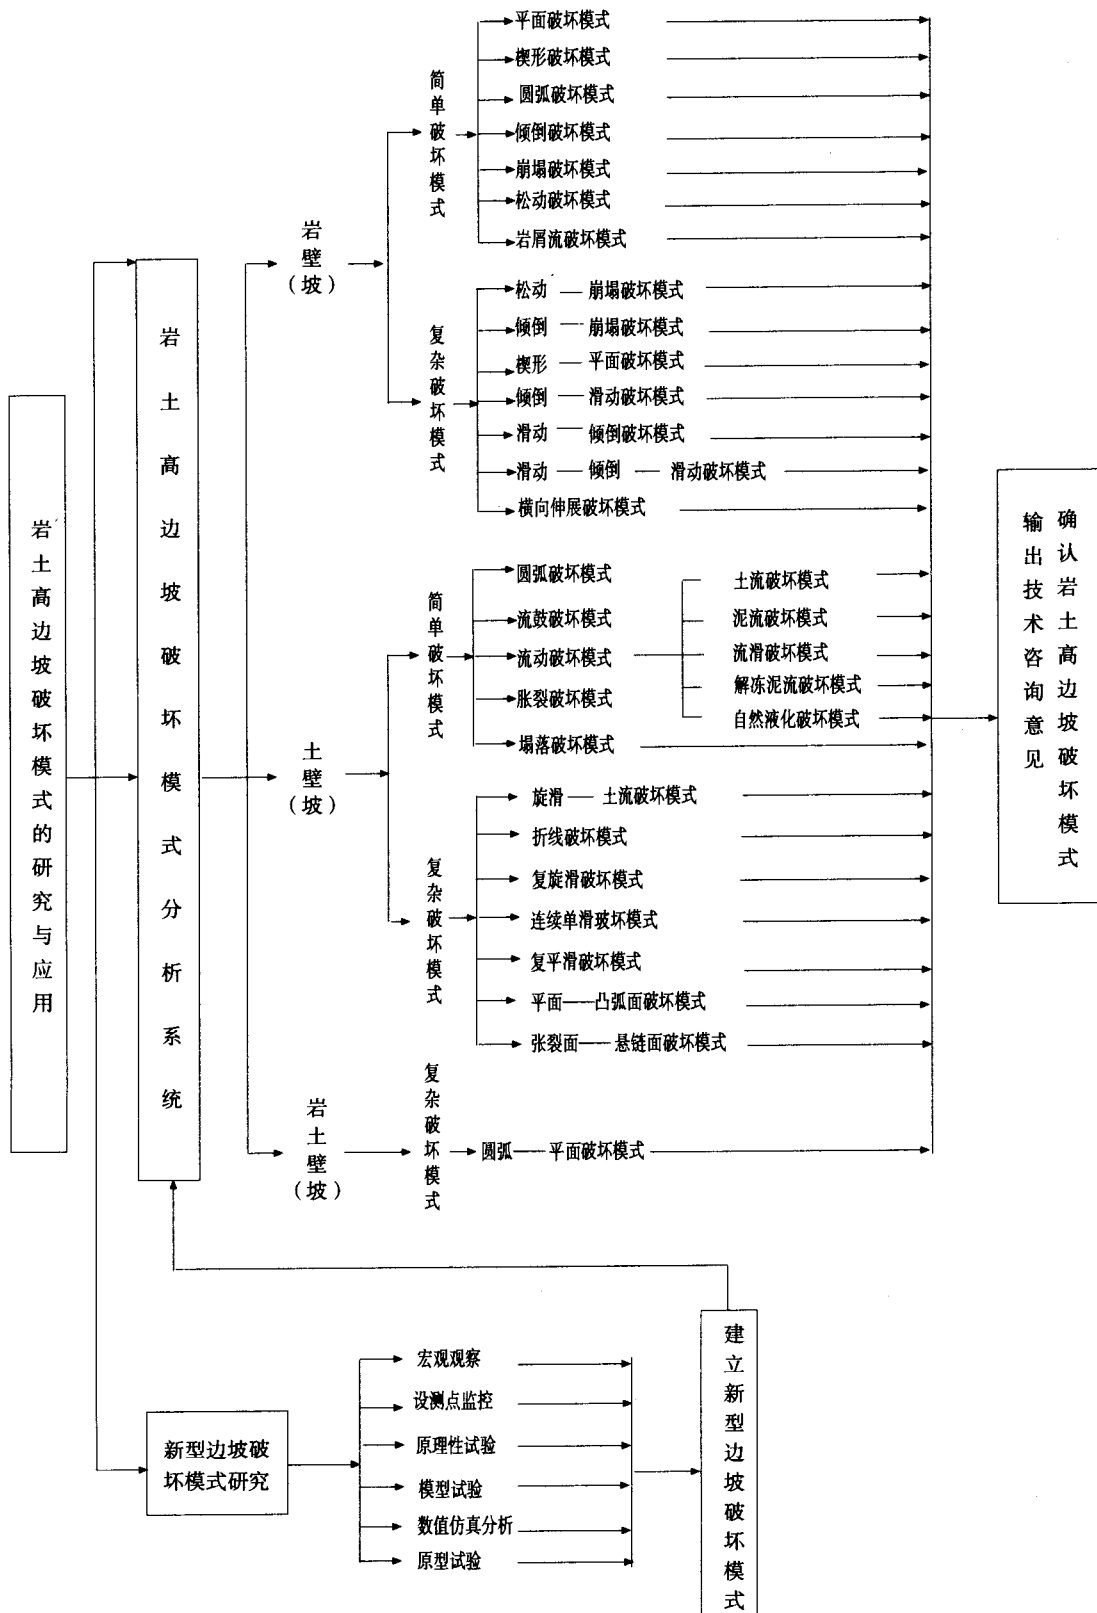 岩土高边坡破坏模式的研究与应用
岩土高边坡破坏模式分析系统
岩壁(坡)
简单破坏模式
平面破坏模式
楔形破坏模式
圆弧破坏模式
倾倒破坏模式
崩塌破坏模式
松动破坏模式
岩屑流破坏模式
复杂破坏模式
松动——崩塌破坏模式
倾倒——崩塌破坏模式
楔形——平面破坏模式
倾倒——滑动破坏模式
滑动——倾倒破坏模式
滑动——倾倒——滑动破坏模式
横向伸展破坏模式
土壁(坡)
简单破坏模式
圆弧破坏模式
流鼓破坏模式
流动破坏模式
土流破坏模式
泥流破坏模式
流滑破坏模式
解冻泥流破坏模式
自然液化破坏模式
胀裂破坏模式
塌落破坏模式
复杂破坏模式
旋滑——土流破坏模式
折线破坏模式
复旋滑破坏模式
连续单滑玻坏模式
复平滑破坏模式
平面——凸弧面破坏模式
张裂面——悬链面破坏模式
岩土壁(坡)
复杂破坏模式
圆弧——平面破坏模式
确认岩土高边坡破坏模式
输出技术咨询意见
新型边坡破
坏模式研究
宏观观察
设测点监控
原理性试验
模型试验
数值仿真分析
原型试验
建立新型边坡破坏模式